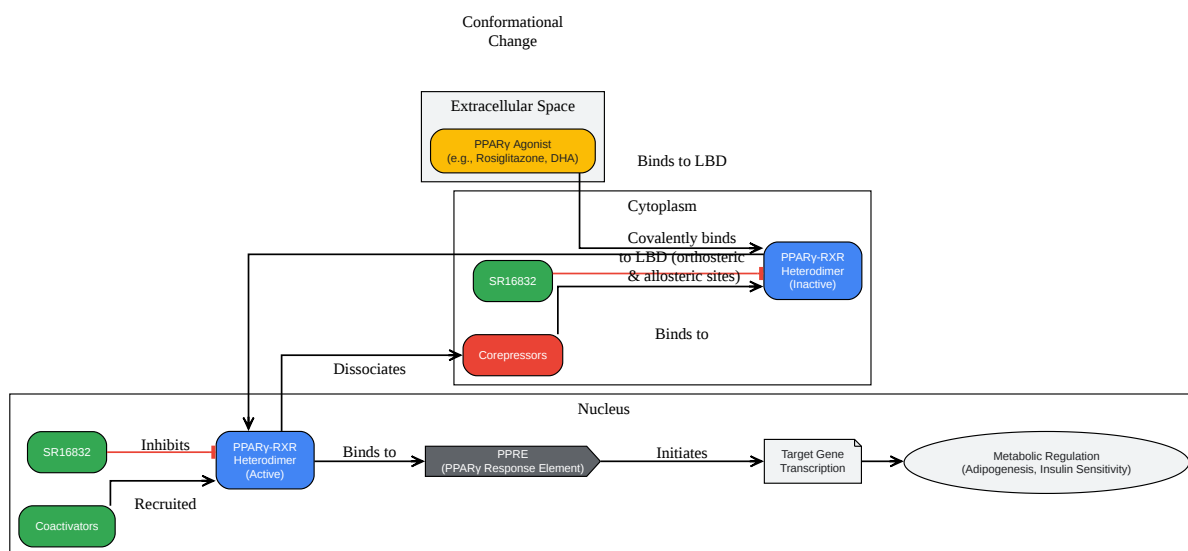 Conformational
Change
Extracellular Space
PPARγ Agonist
(e.g., Rosiglitazone, DHA)
Binds to LBD
Cytoplasm
Covalently binds
to LBD (orthosteric
& allosteric sites)
PPARγ-RXR
Heterodimer
(Inactive)
SR16832
Binds to
Corepressors
Dissociates
Nucleus
SR16832
Inhibits
PPARγ-RXR
Heterodimer
(Active)
Binds to
PPRE
(PPARγ Response Element)
Initiates
Target Gene
Transcription
Metabolic Regulation
(Adipogenesis, Insulin Sensitivity)
Recruited
Coactivators